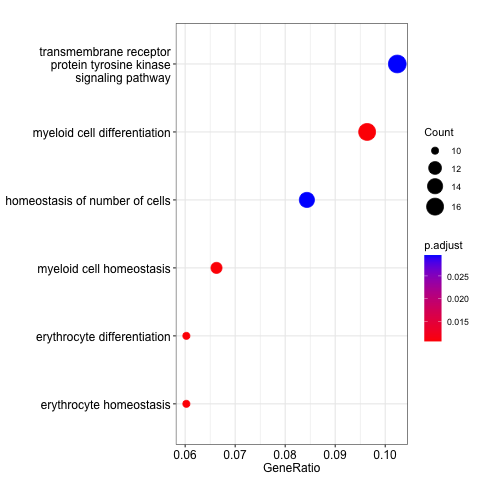 transmembrane receptor
protein tyrosine kinase
signaling pathway
myeloid cell differentiation
homeostasis of number of cells
myeloid cell homeostasis
erythrocyte differentiation
erythrocyte homeostasis
0.06 0.07 0.08 0.09 0.10
GeneRatio
Count
10
12
14
16
p.adjust
0.025
0.020
0.015